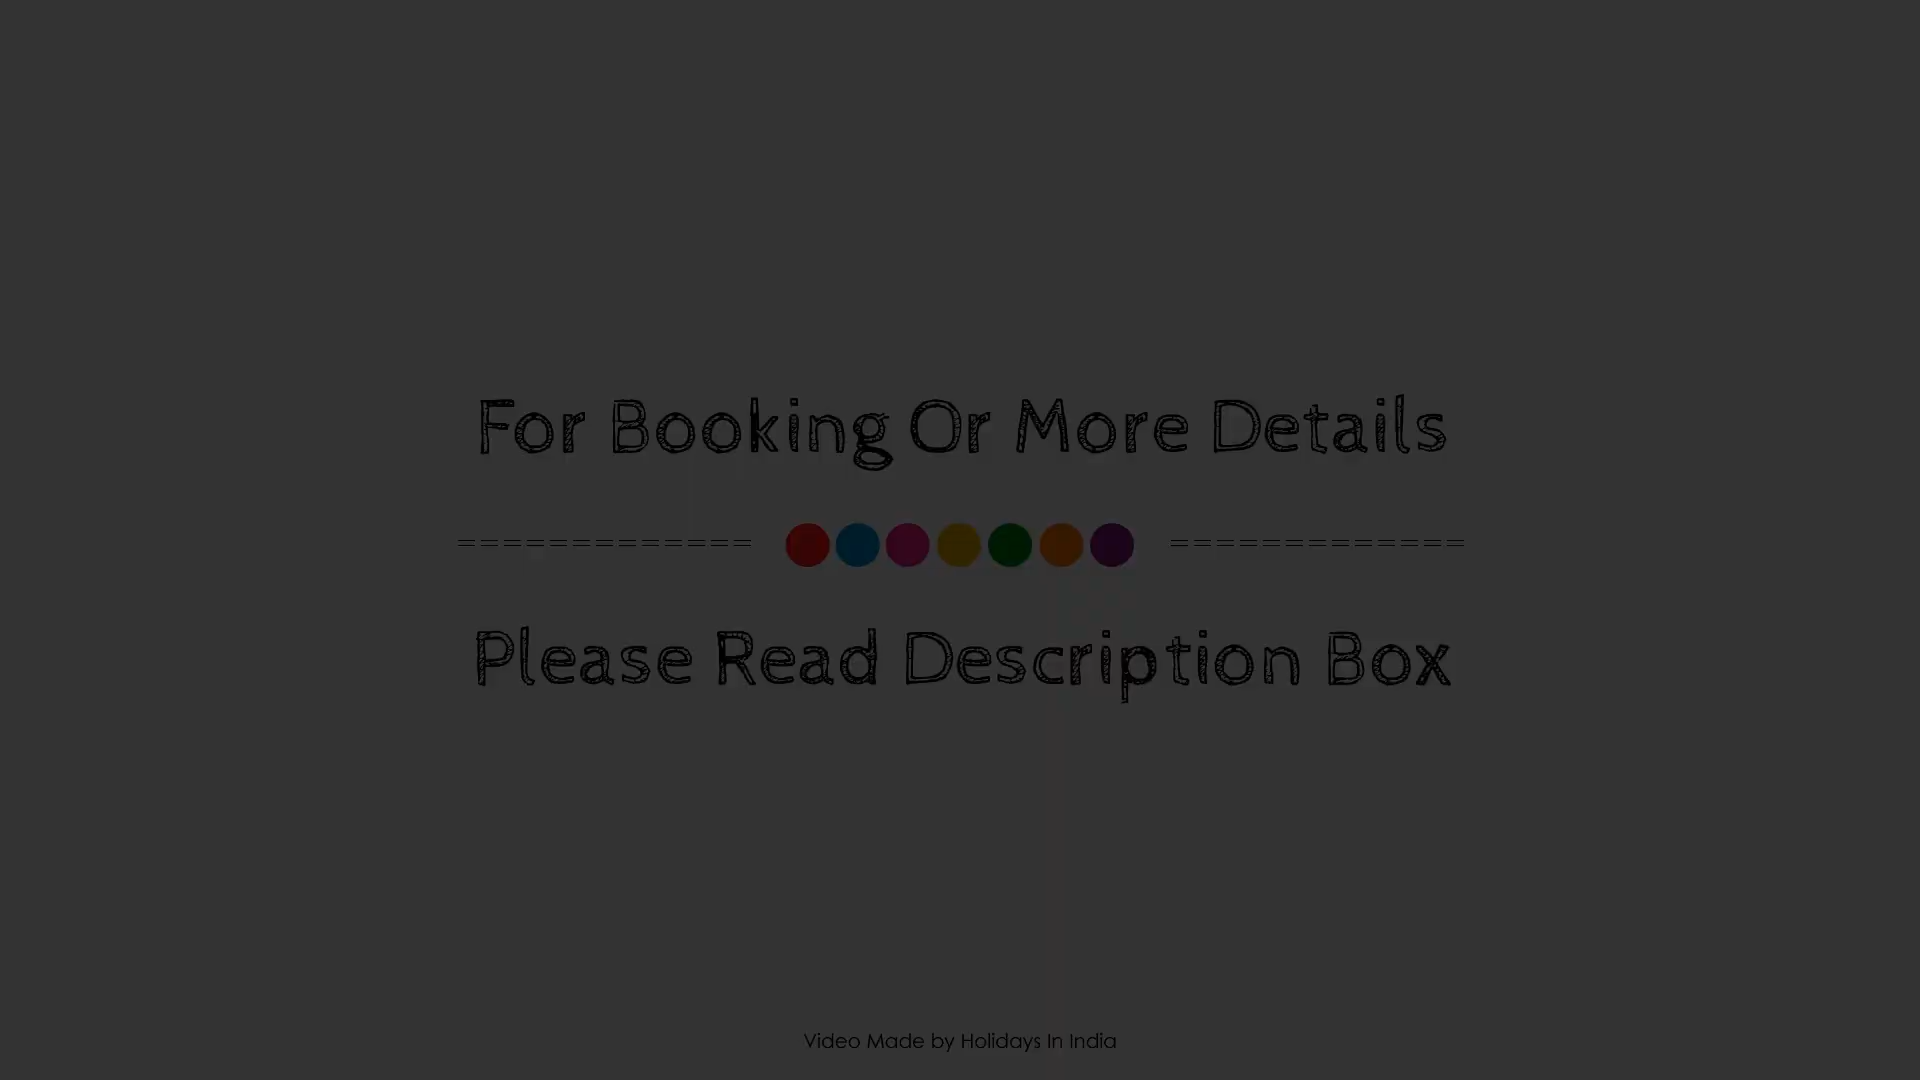 For Booking Or More Details
============= =============
Please Read Description Box
Video Made by Holidays In India